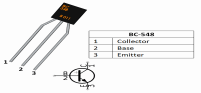 BC-548
1 Collector
2 Base
3 Emitter
1
2
3